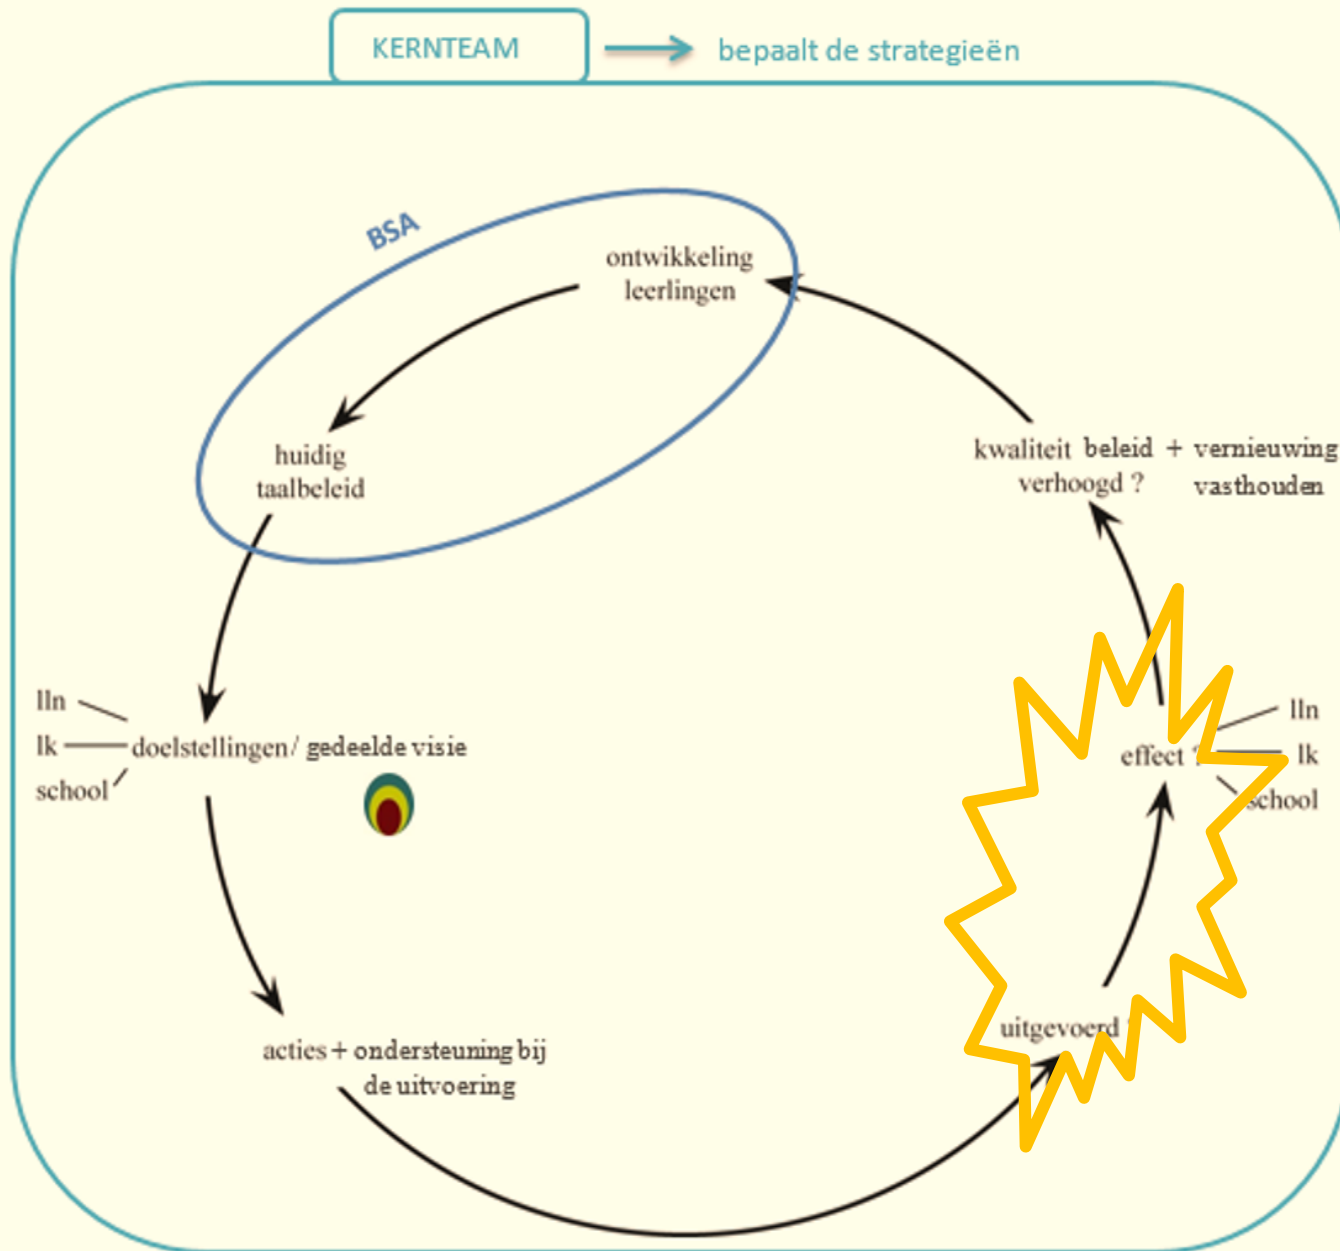 KERNTEAM
bepaalt de strategieën
BSA
ontwikkeling
leerlingen
huidig
taalbeleid
kwaliteit beleid + vernieuwing
verhoogd ? vasthouden
lln
lk
school
doelstellingen / gedeelde visie
effect ?
lln
lk
school
acties + ondersteuning bij
de uitvoering
uitgevoerd ?